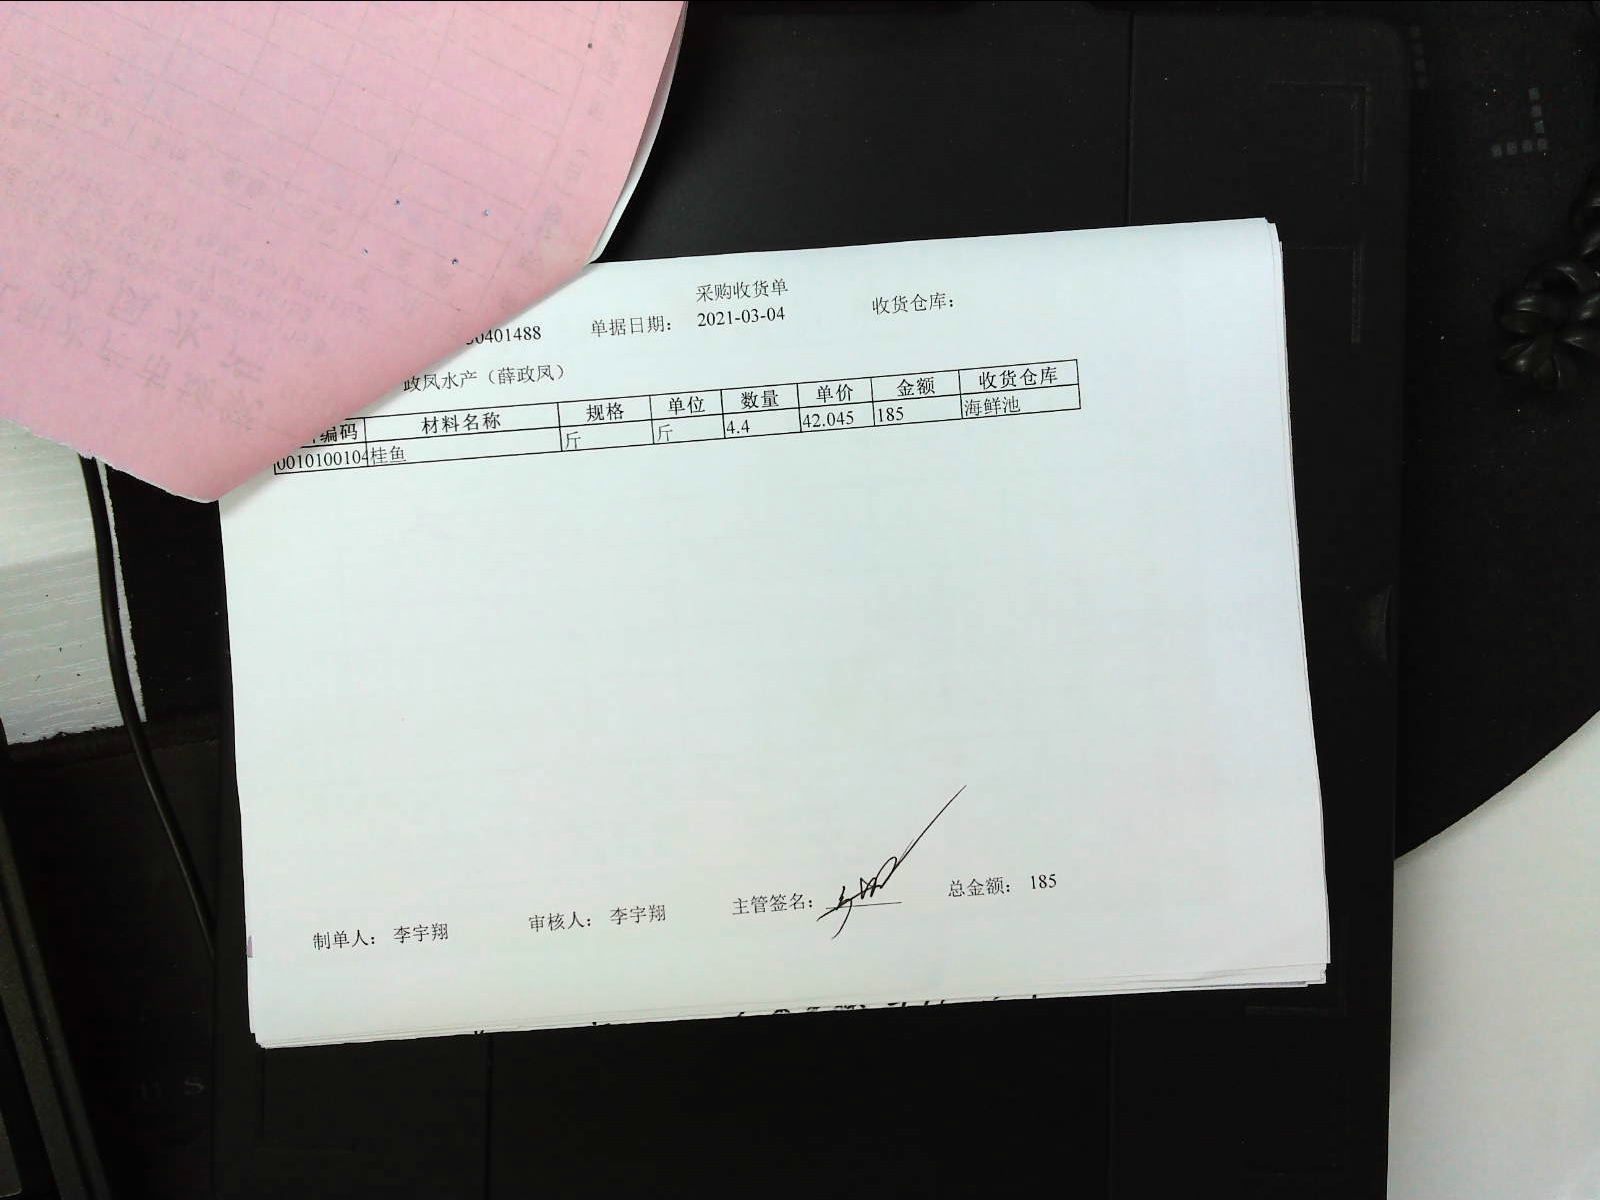 采购收货单
0401488 单据日期: 2021-03-04 收货仓库:
政凤水产（薛政凤）
编码 材料名称 规格 单位 数量 单价 金额 收货仓库
0010100104 桂鱼 斤 斤 4.4 42.045 185 海鲜池
制单人: 李宇翔 审核人: 李宇翔 主管签名: 总金额: 185